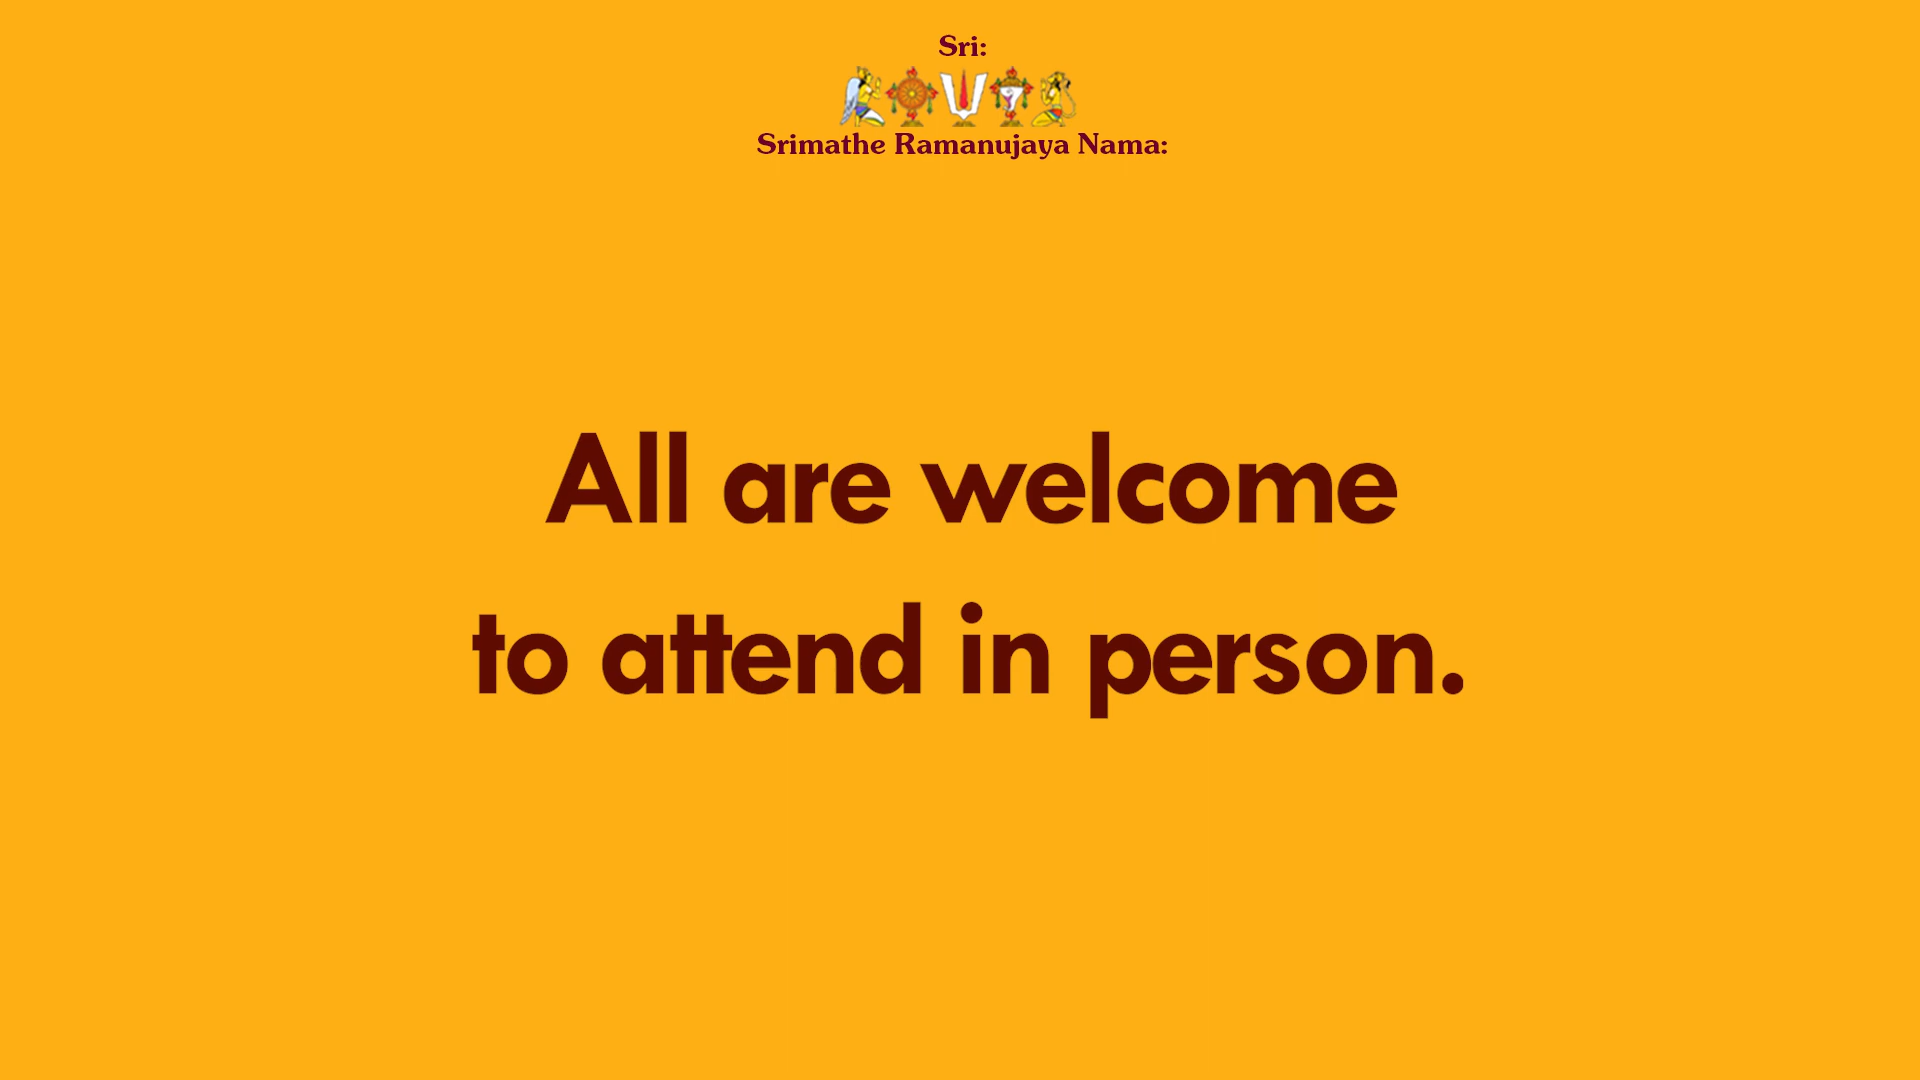 Sri:
Srimathe Ramanujaya Nama:
All are welcome
to attend in person.